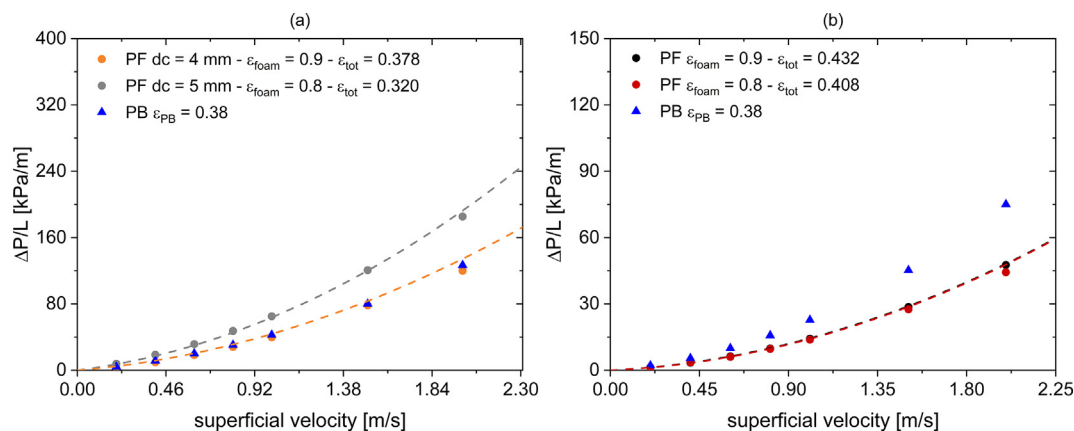 (a)
400
320
240
160
80
0
ΔP/L [kPa/m]
PF dc = 4 mm - εfoam = 0.9 - εtot = 0.378
PF dc = 5 mm - εfoam = 0.8 - εtot = 0.320
PB εPB = 0.38
0.00 0.46 0.92 1.38 1.84 2.30
superficial velocity [m/s]
(b)
150
120
90
60
30
0
ΔP/L [kPa/m]
PF εfoam = 0.9 - εtot = 0.432
PF εfoam = 0.8 - εtot = 0.408
PB εPB = 0.38
0.00 0.45 0.90 1.35 1.80 2.25
superficial velocity [m/s]